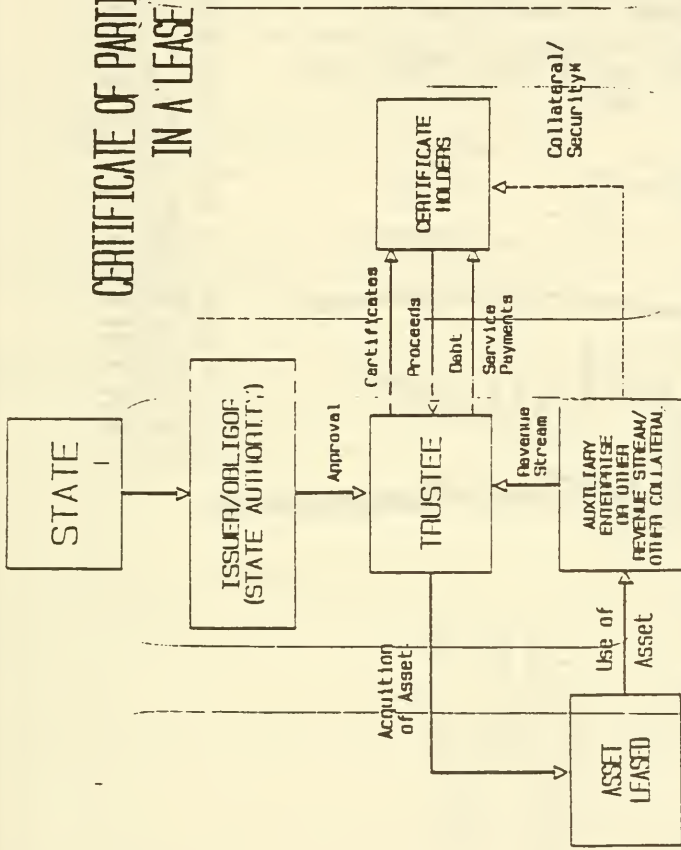 CERTIFICATE OF PARTI
IN A LEASE
STATE
ISSUER/OBLIGOR
(STATE AUTHORITY)
Approval
TRUSTEE
Certificates
Proceeds
Debt
Service
Payments
CERTIFICATE
HOLDERS
Collateral/
Security*
Acquition
of Asset
Revenue
Stream
ASSET
LEASED
Use of
Asset
AUXILIARY
ENTERPRISE
OR OTHER
REVENUE STREAM/
OTHER COLLATERAL